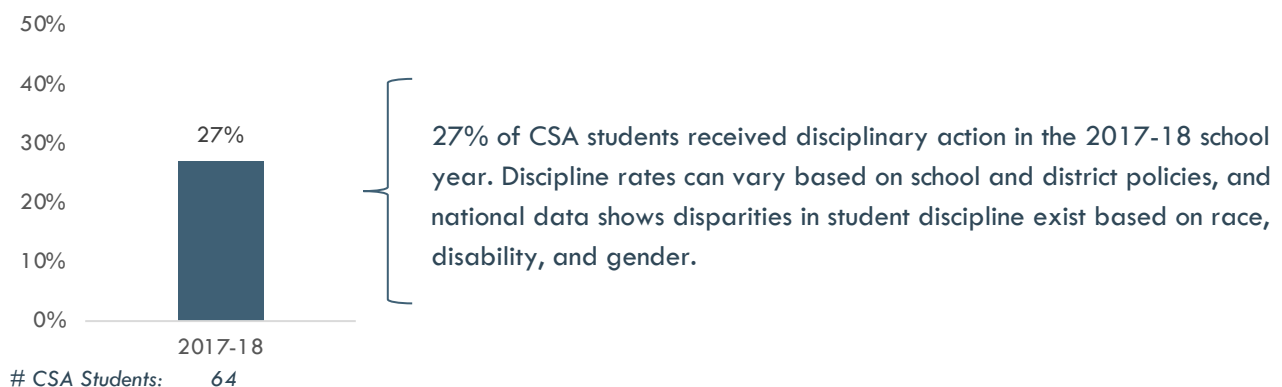 50%
40%
30%
20%
10%
0%
27%
2017-18
# CSA Students: 64
27% of CSA students received disciplinary action in the 2017-18 school
year. Discipline rates can vary based on school and district policies, and
national data shows disparities in student discipline exist based on race,
disability, and gender.